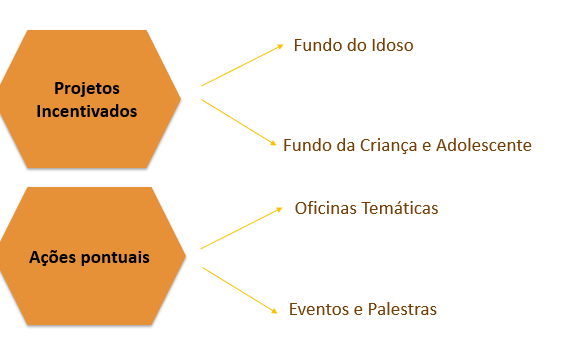 Projetos
Incentivados
Fundo do Idoso
Fundo da Criança e Adolescente
Ações pontuais
Oficinas Temáticas
Eventos e Palestras